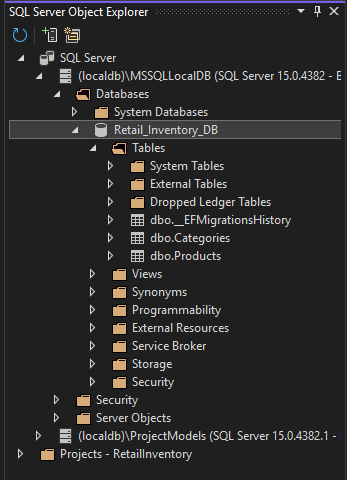 SQL Server Object Explorer
SQL Server
(localdb)\MSSQLLocalDB (SQL Server 15.0.4382 -
Databases
System Databases
Retail_Inventory_DB
Tables
System Tables
External Tables
Dropped Ledger Tables
dbo.__EFMigrationsHistory
dbo.Categories
dbo.Products
Views
Synonyms
Programmability
External Resources
Service Broker
Storage
Security
Security
Server Objects
(localdb)\ProjectModels (SQL Server 15.0.4382.1 -
Projects - RetailInventory